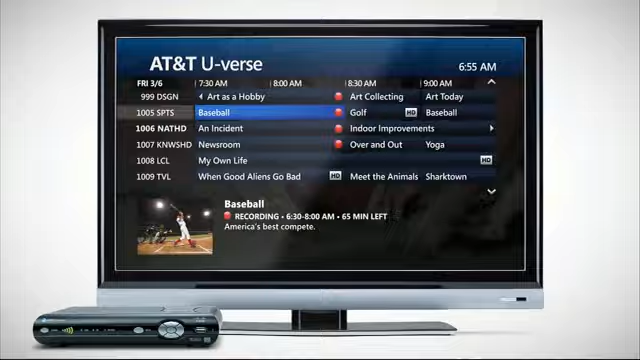 AT&T U-verse
6:55 AM
FRI 3/6 7:30 AM 8:00 AM 8:30 AM 9:00 AM
999 DSGN Art as a Hobby Art Collecting Art Today
1005 SPTS Baseball Golf HD Baseball
1006 NATHD An Incident Indoor Improvements
1007 KNWSHD Newsroom Over and Out Yoga
1008 LCL My Own Life HD
1009 TVL When Good Aliens Go Bad HD Meet the Animals Sharktown
Baseball
RECORDING • 6:30-8:00 AM • 65 MIN LEFT
America's best compete.